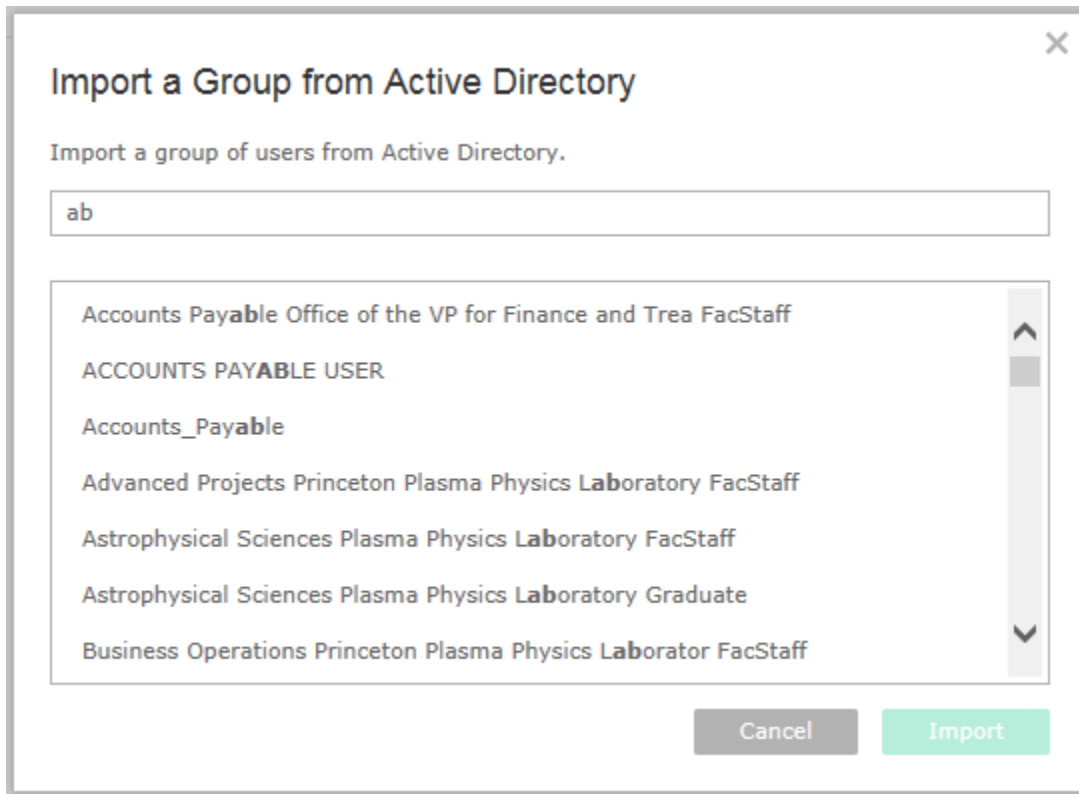 Import a Group from Active Directory
Import a group of users from Active Directory.
ab
Accounts Payable Office of the VP for Finance and Trea FacStaff
ACCOUNTS PAYABLE USER
Accounts_Payable
Advanced Projects Princeton Plasma Physics Laboratory FacStaff
Astrophysical Sciences Plasma Physics Laboratory FacStaff
Astrophysical Sciences Plasma Physics Laboratory Graduate
Business Operations Princeton Plasma Physics Laborator FacStaff
Cancel Import